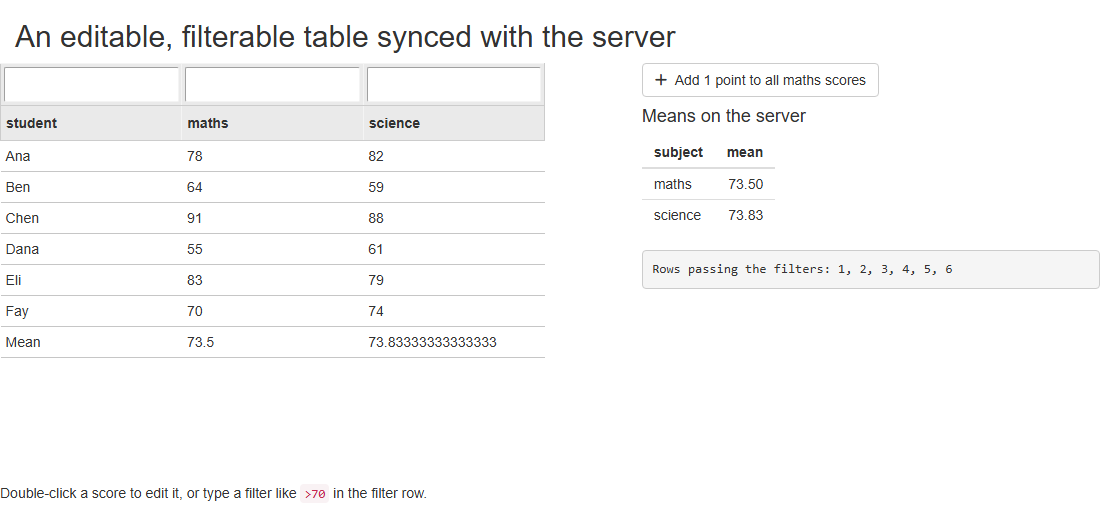 An editable, filterable table synced with the server
student maths science
Ana 78 82
Ben 64 59
Chen 91 88
Dana 55 61
Eli 83 79
Fay 70 74
Mean 73.5 73.83333333333333
+ Add 1 point to all maths scores
Means on the server
subject mean
maths 73.50
science 73.83
Rows passing the filters: 1, 2, 3, 4, 5, 6
Double-click a score to edit it, or type a filter like >70 in the filter row.